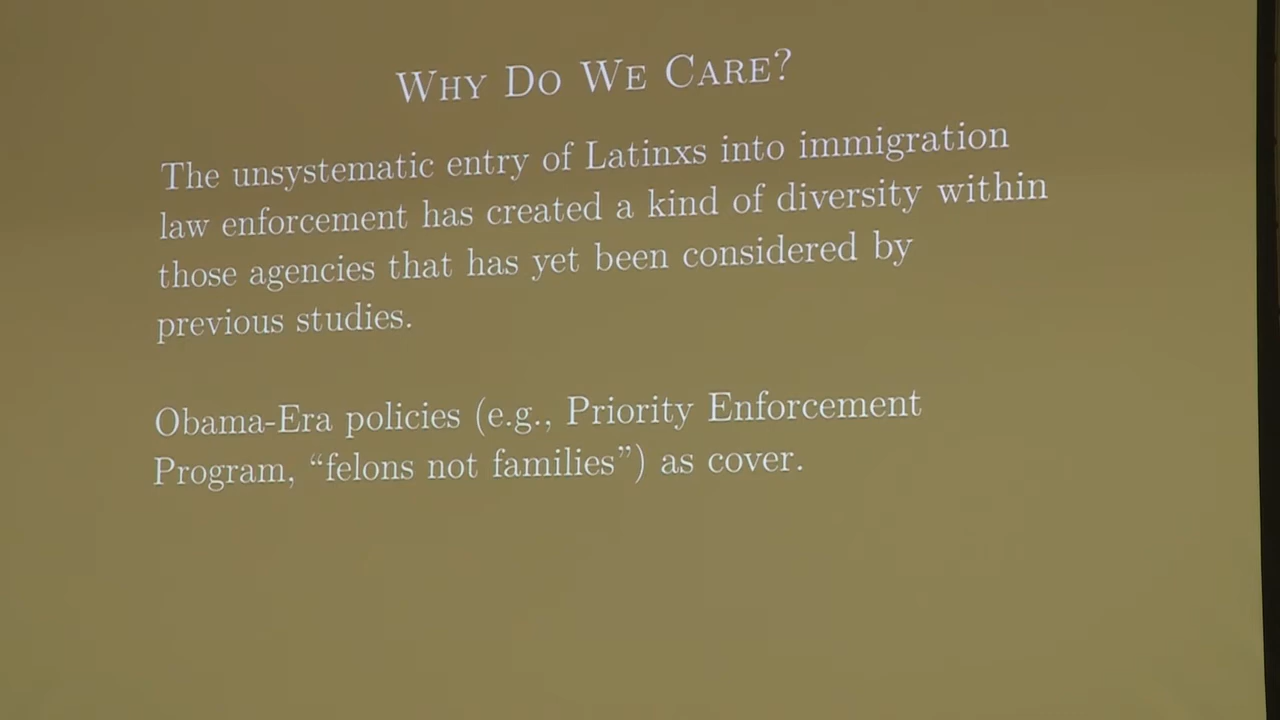 Why Do We Care?
The unsystematic entry of Latinxs into immigration
law enforcement has created a kind of diversity within
those agencies that has yet been considered by
previous studies.
Obama-Era policies (e.g., Priority Enforcement
Program, “felons not families”) as cover.